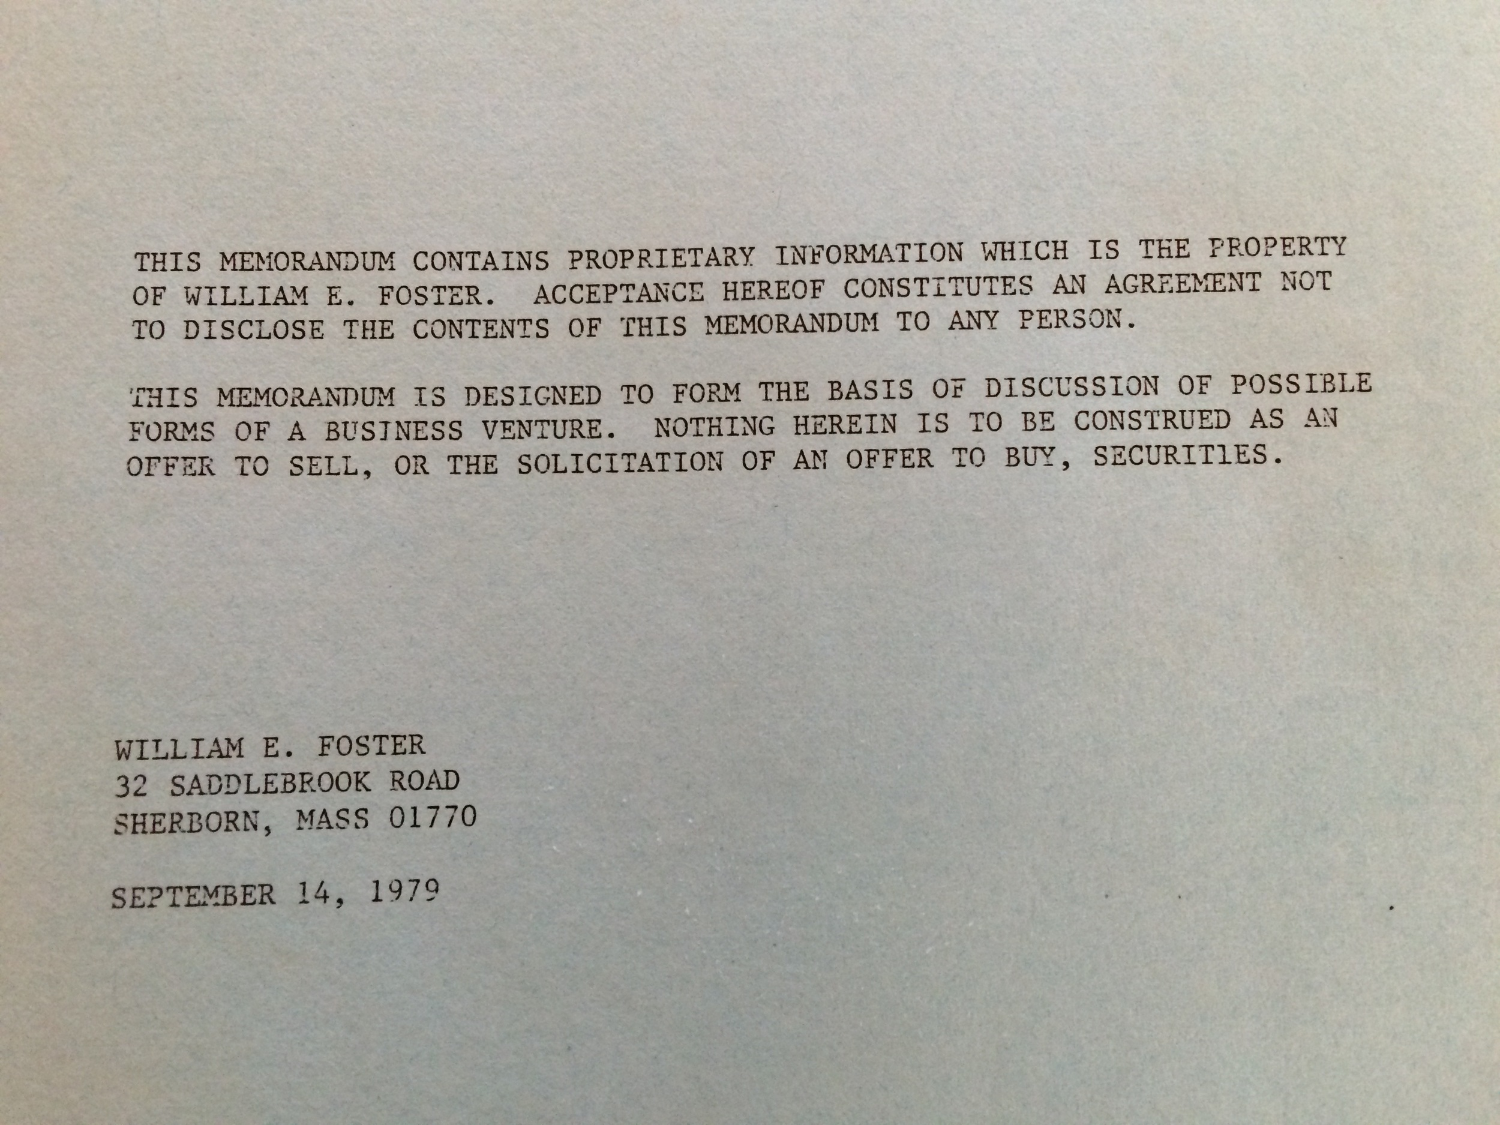 THIS MEMORANDUM CONTAINS PROPRIETARY INFORMATION WHICH IS THE PROPERTY
OF WILLIAM E. FOSTER.  ACCEPTANCE HEREOF CONSTITUTES AN AGREEMENT NOT
TO DISCLOSE THE CONTENTS OF THIS MEMORANDUM TO ANY PERSON.
THIS MEMORANDUM IS DESIGNED TO FORM THE BASIS OF DISCUSSION OF POSSIBLE
FORMS OF A BUSINESS VENTURE.  NOTHING HEREIN IS TO BE CONSTRUED AS AN
OFFER TO SELL, OR THE SOLICITATION OF AN OFFER TO BUY, SECURITIES.
WILLIAM E. FOSTER
32 SADDLEBROOK ROAD
SHERBORN, MASS 01770
SEPTEMBER 14, 1979